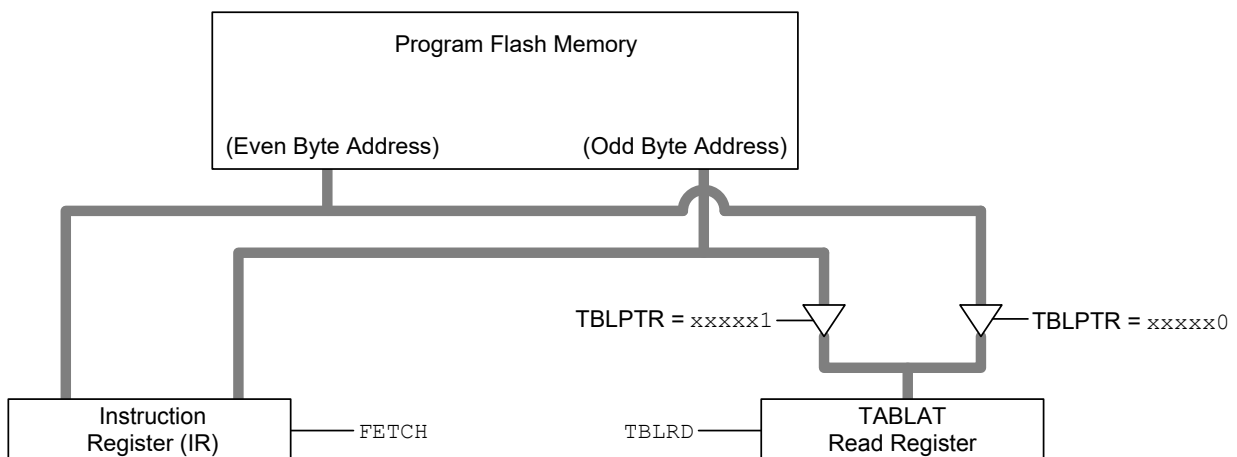 Program Flash Memory
(Even Byte Address)
(Odd Byte Address)
TBLPTR = xxxxx1
TBLPTR = xxxxx0
Instruction
Register (IR)
FETCH
TBLRD
TABLAT
Read Register